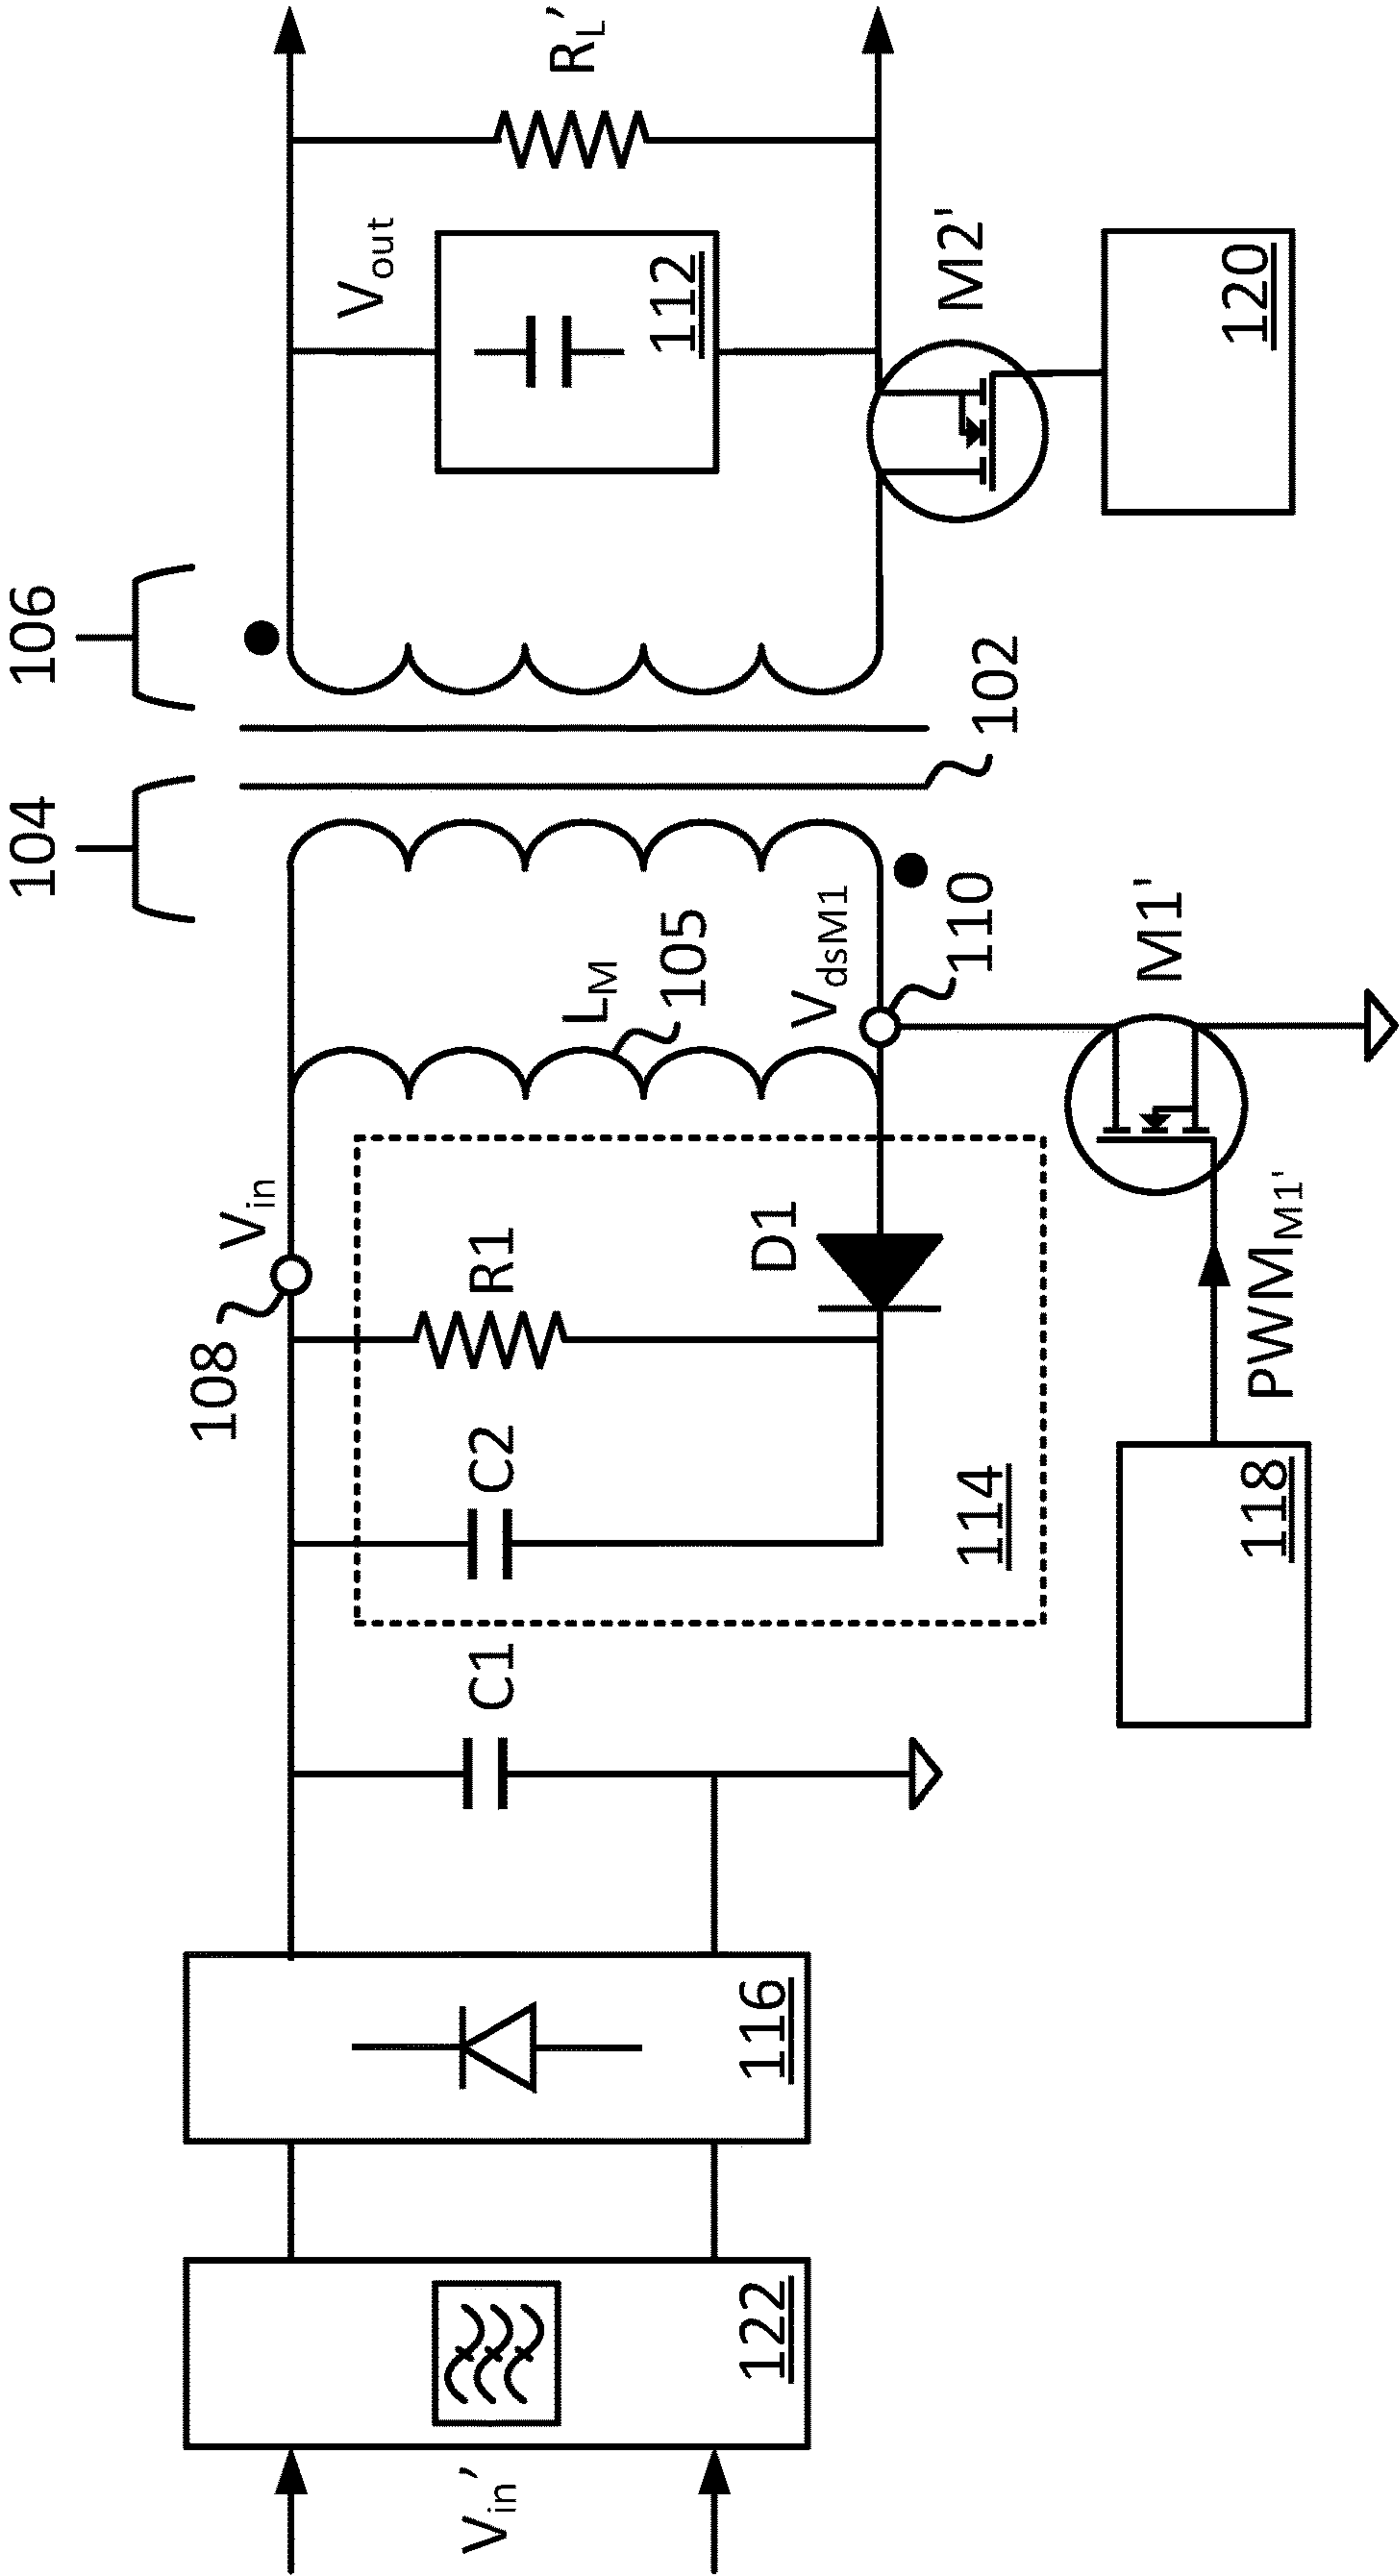 104
106
108
V_in
L_M
105
R1
C2
C1
D1
114
V_dsM1
110
102
V_out
112
R_L'
M1'
M2'
120
118
PWM_M1'
116
122
V_in'